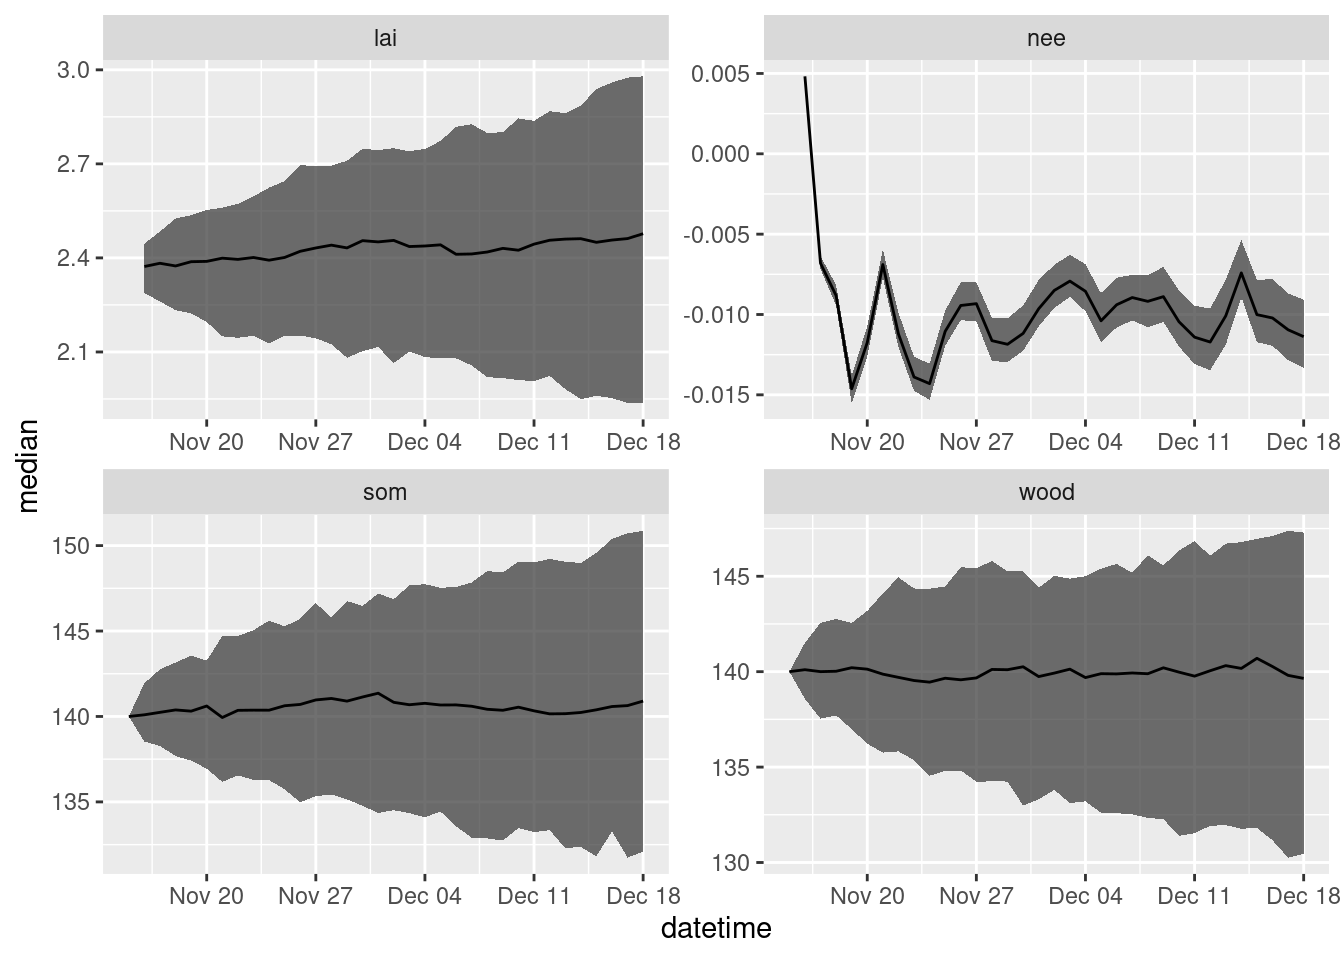 lai
nee
3.0
2.7
2.4
2.1
0.005
0.000
-0.005
-0.010
-0.015
Nov 20 Nov 27 Dec 04 Dec 11 Dec 18
Nov 20 Nov 27 Dec 04 Dec 11 Dec 18
median
som
wood
150
145
140
135
145
140
135
130
Nov 20 Nov 27 Dec 04 Dec 11 Dec 18
Nov 20 Nov 27 Dec 04 Dec 11 Dec 18
datetime